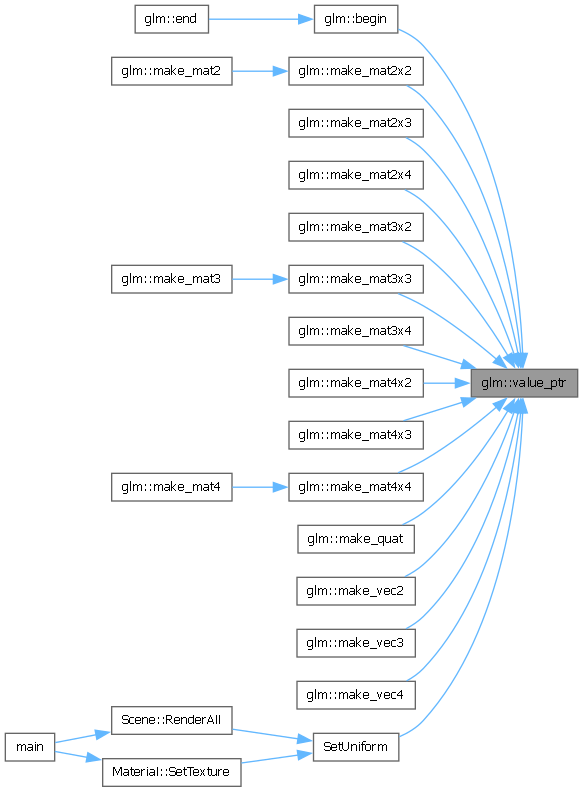 glm::end
glm::begin
glm::make_mat2
glm::make_mat2x2
glm::make_mat2x3
glm::make_mat2x4
glm::make_mat3x2
glm::make_mat3
glm::make_mat3x3
glm::make_mat3x4
glm::value_ptr
glm::make_mat4x2
glm::make_mat4x3
glm::make_mat4
glm::make_mat4x4
glm::make_quat
glm::make_vec2
glm::make_vec3
glm::make_vec4
Scene::RenderAll
main
SetUniform
Material::SetTexture